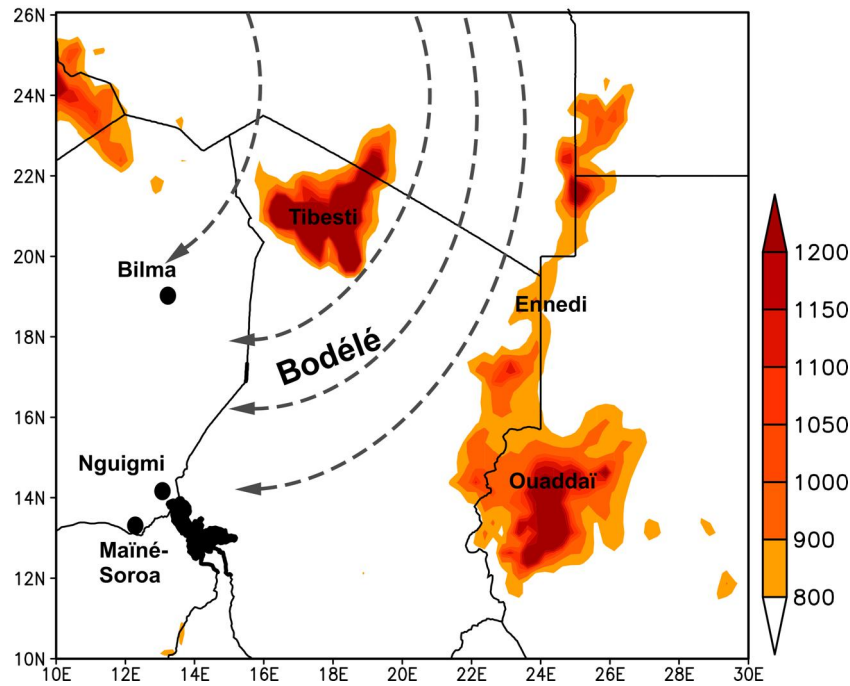 26N
24N
22N
20N
18N
16N
14N
12N
10N
10E
12E
14E
16E
18E
20E
22E
24E
26E
28E
30E
Tibesti
Bilma
Ennedi
Bodélé
Nguigmi
Ouaddaï
Maïné-
Soroa
1200
1150
1100
1050
1000
900
800